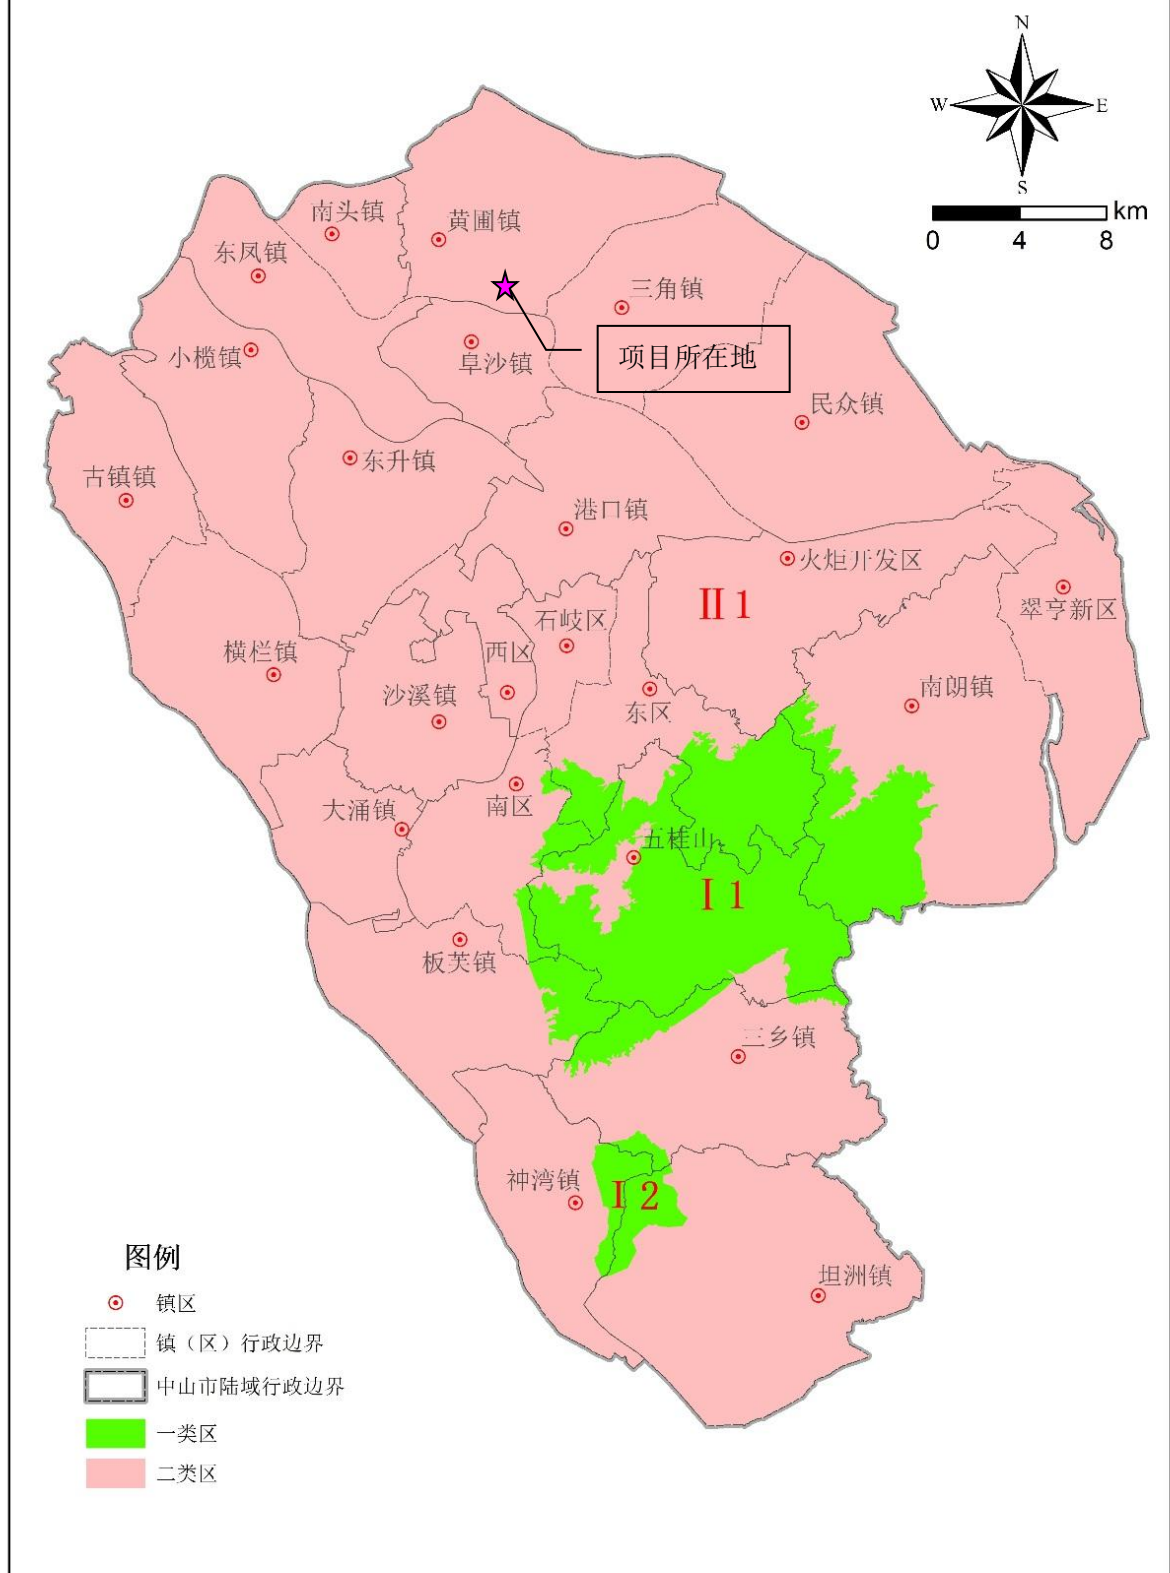 N
W
E
S
km
0 4 8
南头镇
黄圃镇
东凤镇
三角镇
小榄镇
阜沙镇
项目所在地
民众镇
东升镇
古镇镇
港口镇
火炬开发区
II 1
翠亨新区
石岐区
横栏镇
西区
沙溪镇
东区
南朗镇
南区
大涌镇
五桂山
I 1
板芙镇
三乡镇
神湾镇
I 2
坦洲镇
图例
镇区
镇（区）行政边界
中山市陆域行政边界
一类区
二类区